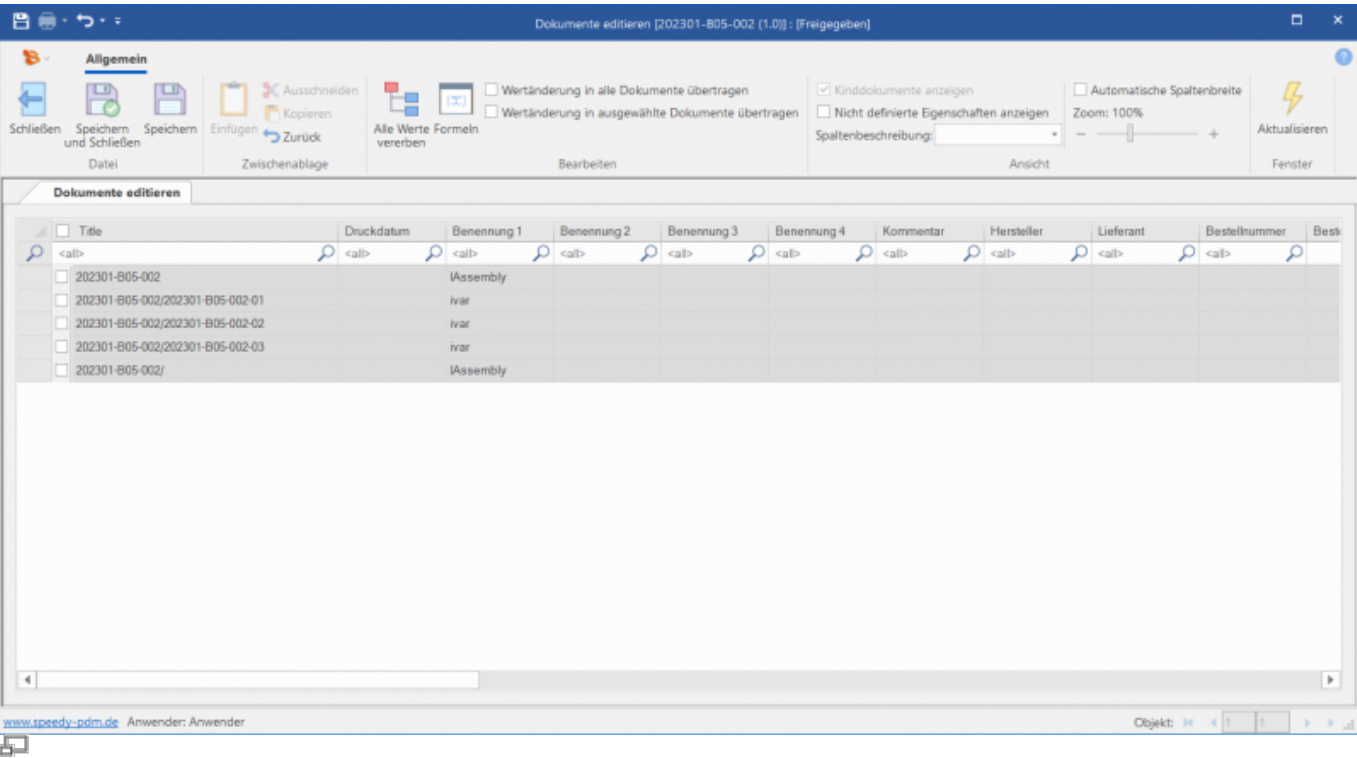 Dokumente editieren [202301-B05-002 (1.0)] : [Freigegeben]
Allgemein
Schließen
Speichern und Schließen
Speichern
Datei
Einfügen
Ausschneiden
Kopieren
Zurück
Zwischenablage
Alle Werte vererben
Formeln
Wertänderung in alle Dokumente übertragen
Wertänderung in ausgewählte Dokumente übertragen
Bearbeiten
Kinddokumente anzeigen
Nicht definierte Eigenschaften anzeigen
Spaltenbeschreibung:
Automatische Spaltenbreite
Zoom: 100%
Ansicht
Aktualisieren
Fenster
Dokumente editieren
Title Druckdatum Benennung 1 Benennung 2 Benennung 3 Benennung 4 Kommentar Hersteller Lieferant Bestellnummer Beste
<all> <all> <all> <all> <all> <all> <all> <all> <all> <all>
202301-B05-002 IAssembly
202301-B05-002/202301-B05-002-01 ivar
202301-B05-002/202301-B05-002-02 ivar
202301-B05-002/202301-B05-002-03 ivar
202301-B05-002/ IAssembly
www.speedy-pdm.de Anwender: Anwender
Objekt: 1 1